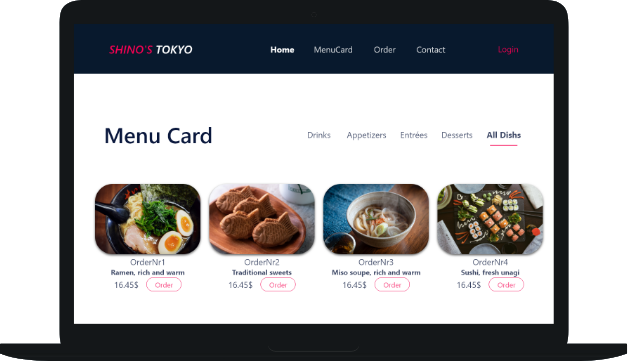 SHINO'S TOKYO Home MenuCard Order Contact Login
Menu Card Drinks Appetizers Entrées Desserts All Dishs
OrderNr1 OrderNr2 OrderNr3 OrderNr4
Ramen, rich and warm Traditional sweets Miso soupe, rich and warm Sushi, fresh unagi
16.45$ Order 16.45$ Order 16.45$ Order 16.45$ Order